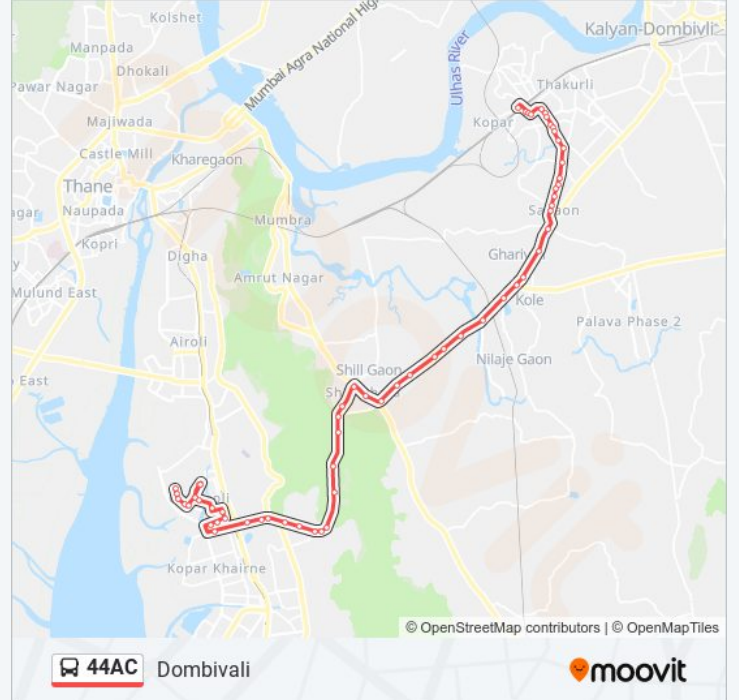 Kolshet
Manpada
Dhokali
Pawar Nagar
Mumbai Agra National Hig
Kalyan-Dombivli
Ulhas River
Thakurli
Majiwada
Kopar
Castle Mill
Kharegaon
Thane
Naupada
agar
Mumbra
Kopri
Digha
Ghariv
Amrut Nagar
Mulund East
Kole
Palava Phase 2
Airoli
Nilaje Gaon
Shill Gaon
East
Kopar Khairne
© OpenStreetMap contributors | © OpenMapTiles
44AC Dombivali
moovit